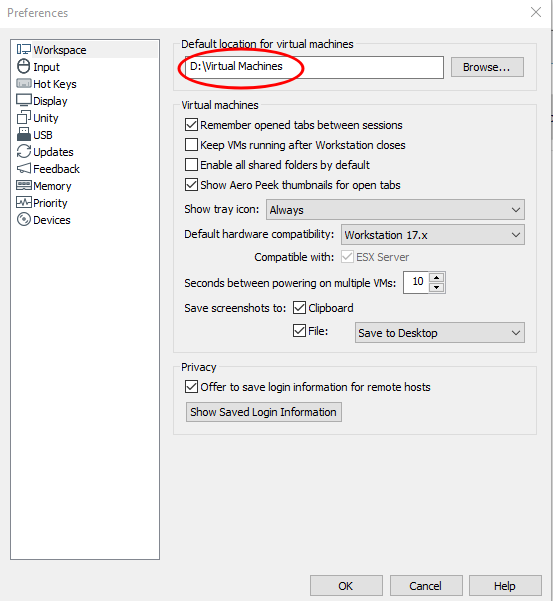 Preferences
Workspace
Input
Hot Keys
Display
Unity
USB
Updates
Feedback
Memory
Priority
Devices
Default location for virtual machines
D:\Virtual Machines
Browse...
Virtual machines
Remember opened tabs between sessions
Keep VMs running after Workstation closes
Enable all shared folders by default
Show Aero Peek thumbnails for open tabs
Show tray icon: Always
Default hardware compatibility: Workstation 17.x
Compatible with: ESX Server
Seconds between powering on multiple VMs: 10
Save screenshots to: Clipboard
File: Save to Desktop
Privacy
Offer to save login information for remote hosts
Show Saved Login Information
OK Cancel Help